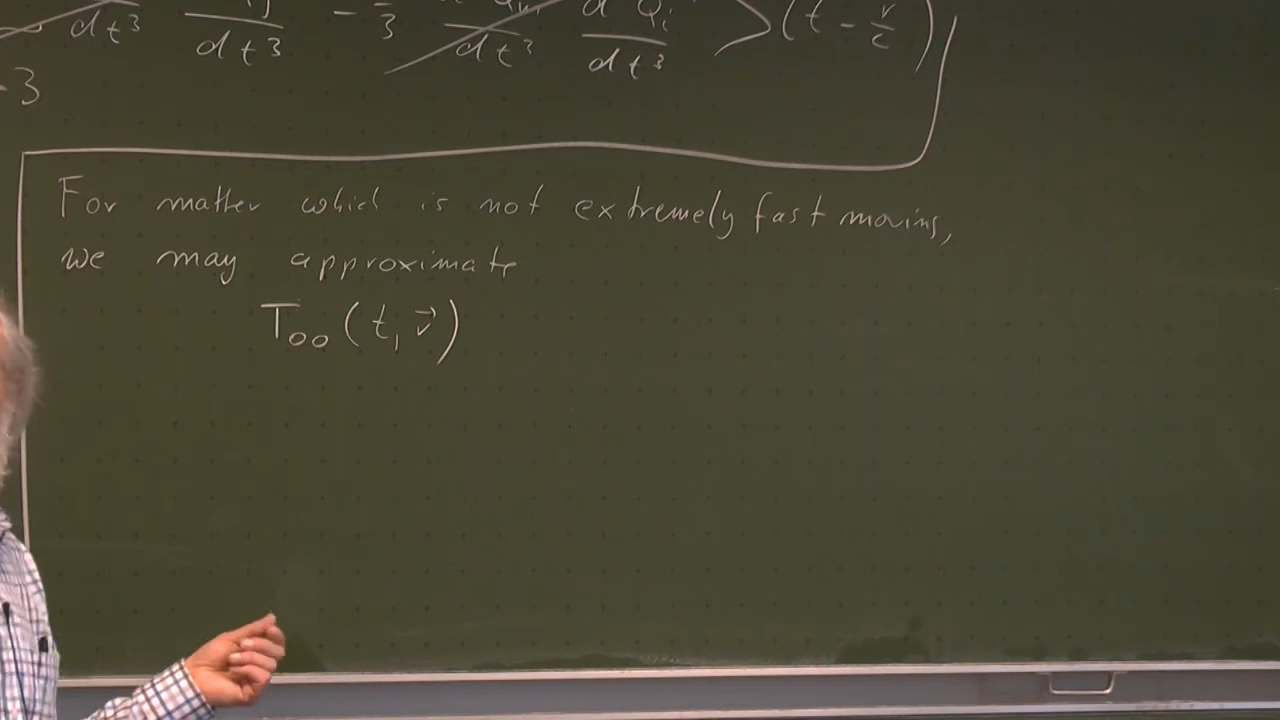 dt³ dt³ - 3 dt³ dt³ (t - r/c)
-3
For matter which is not extremely fast moving,
we may approximate
T₀₀(t, r⃗)